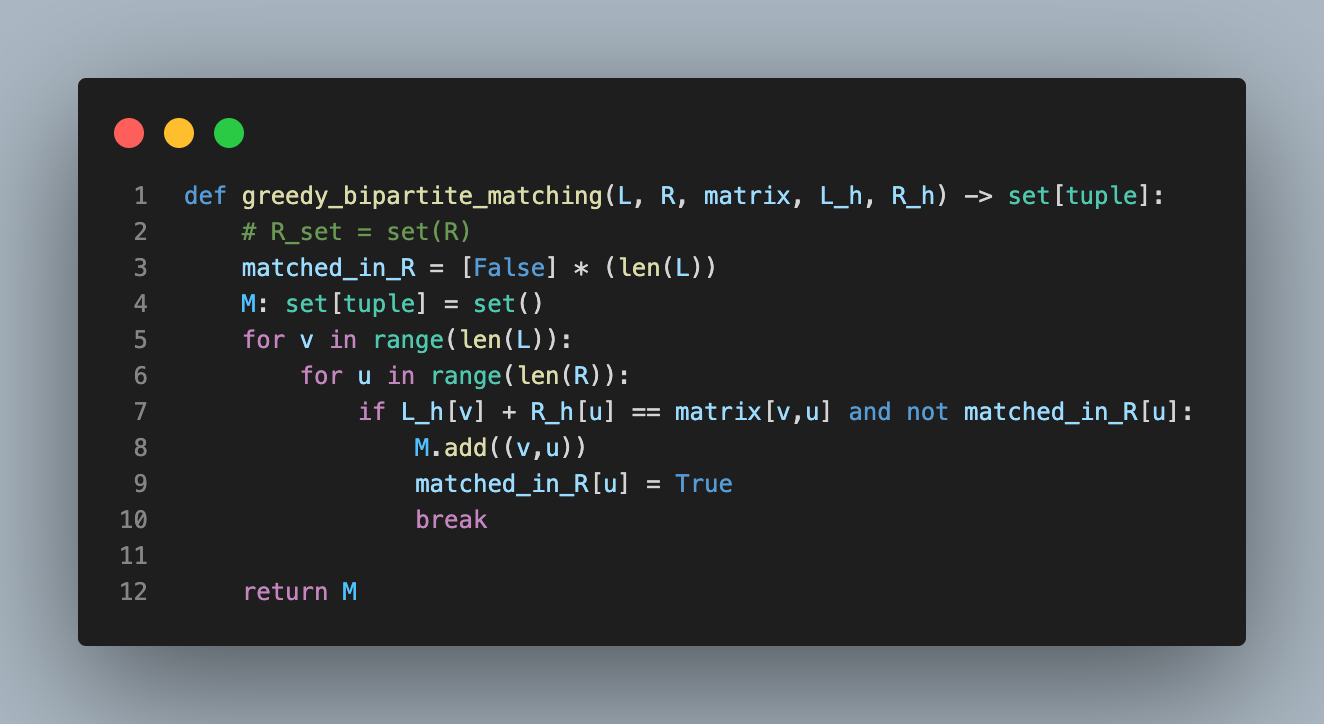 1 def greedy_bipartite_matching(L, R, matrix, L_h, R_h) -> set[tuple]:
2     # R_set = set(R)
3     matched_in_R = [False] * (len(L))
4     M: set[tuple] = set()
5     for v in range(len(L)):
6         for u in range(len(R)):
7             if L_h[v] + R_h[u] == matrix[v,u] and not matched_in_R[u]:
8                 M.add((v,u))
9                 matched_in_R[u] = True
10                 break
11
12     return M